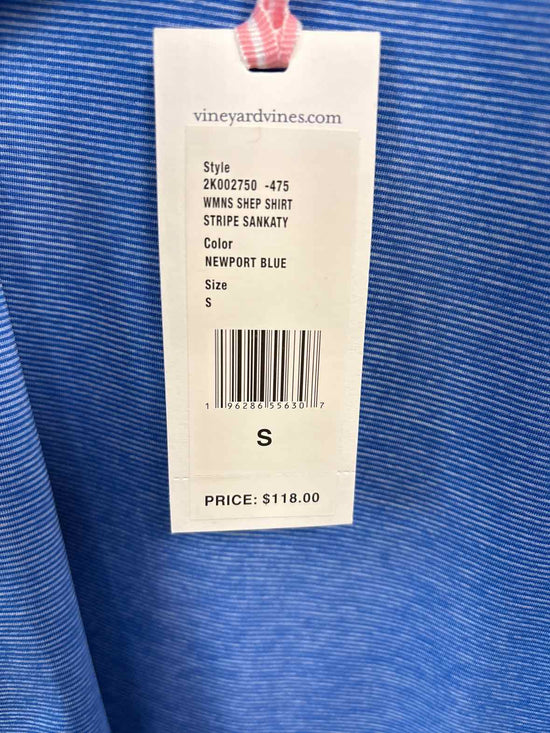 vineyardvines.com
Style
2K002750 -475
WMNS SHEP SHIRT
STRIPE SANKATY
Color
NEWPORT BLUE
Size
S
1 96286 55630 7
S
PRICE: $118.00